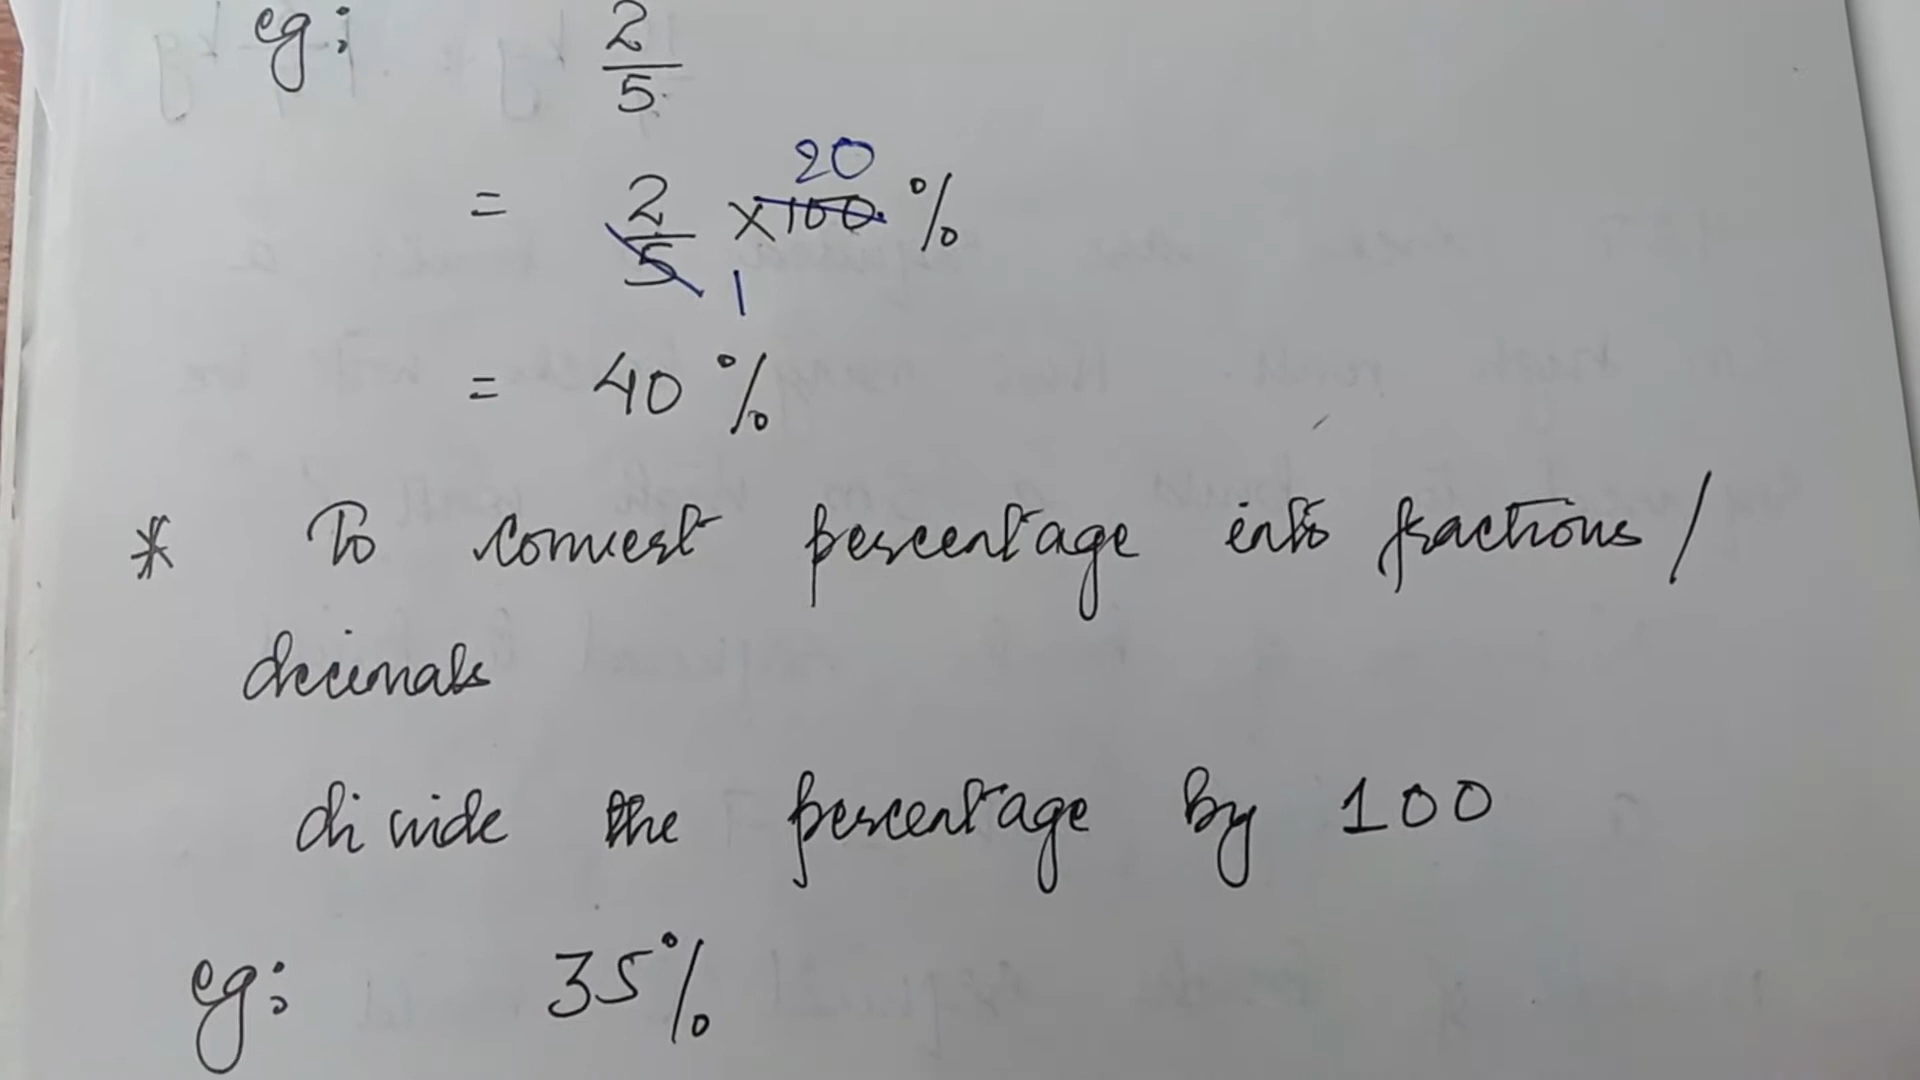 eg: 2/5
= 2/5 × 100 % 20 1
= 40 %
* To convert percentage into fractions /
decimals
divide the percentage by 100
eg: 35%